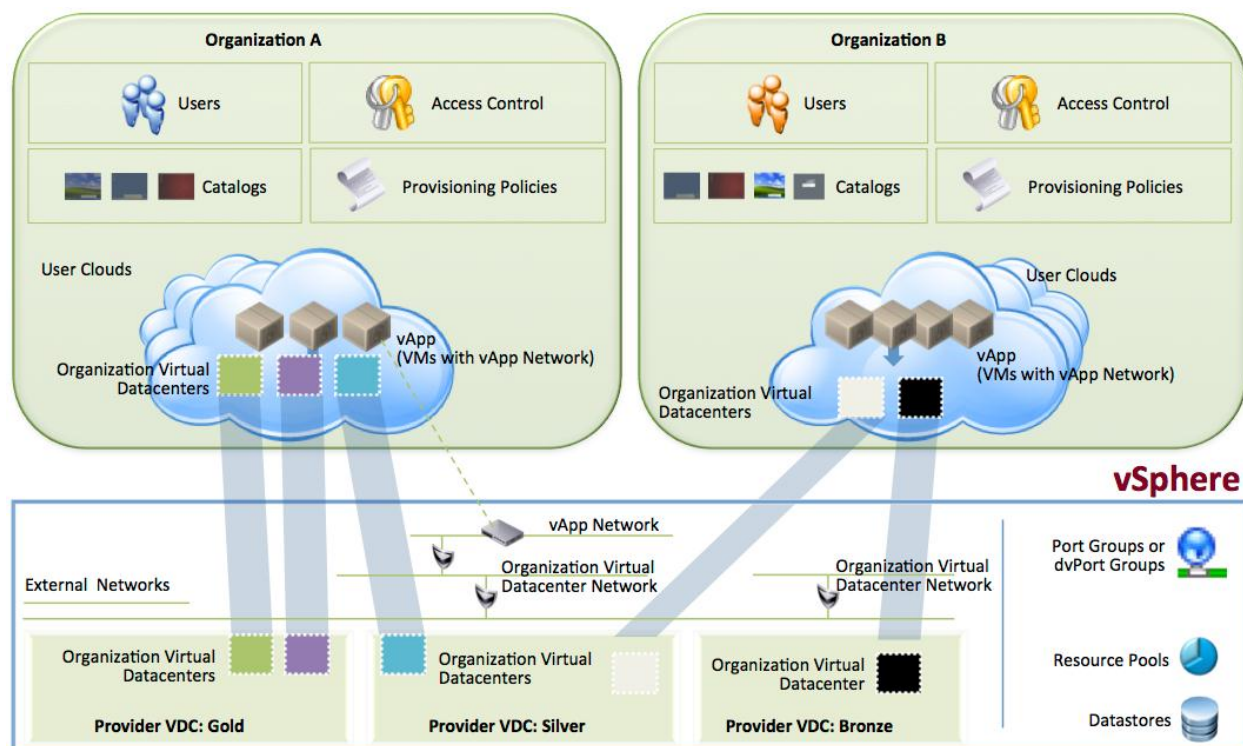 Organization A
Users
Access Control
Catalogs
Provisioning Policies
User Clouds
vApp
(VMs with vApp Network)
Organization Virtual
Datacenters
Organization B
Users
Access Control
Catalogs
Provisioning Policies
User Clouds
vApp
(VMs with vApp Network)
Organization Virtual
Datacenters
vSphere
vApp Network
Organization Virtual
Datacenter Network
Organization Virtual
Datacenter Network
External Networks
Organization Virtual
Datacenters
Provider VDC: Gold
Organization Virtual
Datacenters
Provider VDC: Silver
Organization Virtual
Datacenter
Provider VDC: Bronze
Port Groups or
dvPort Groups
Resource Pools
Datastores